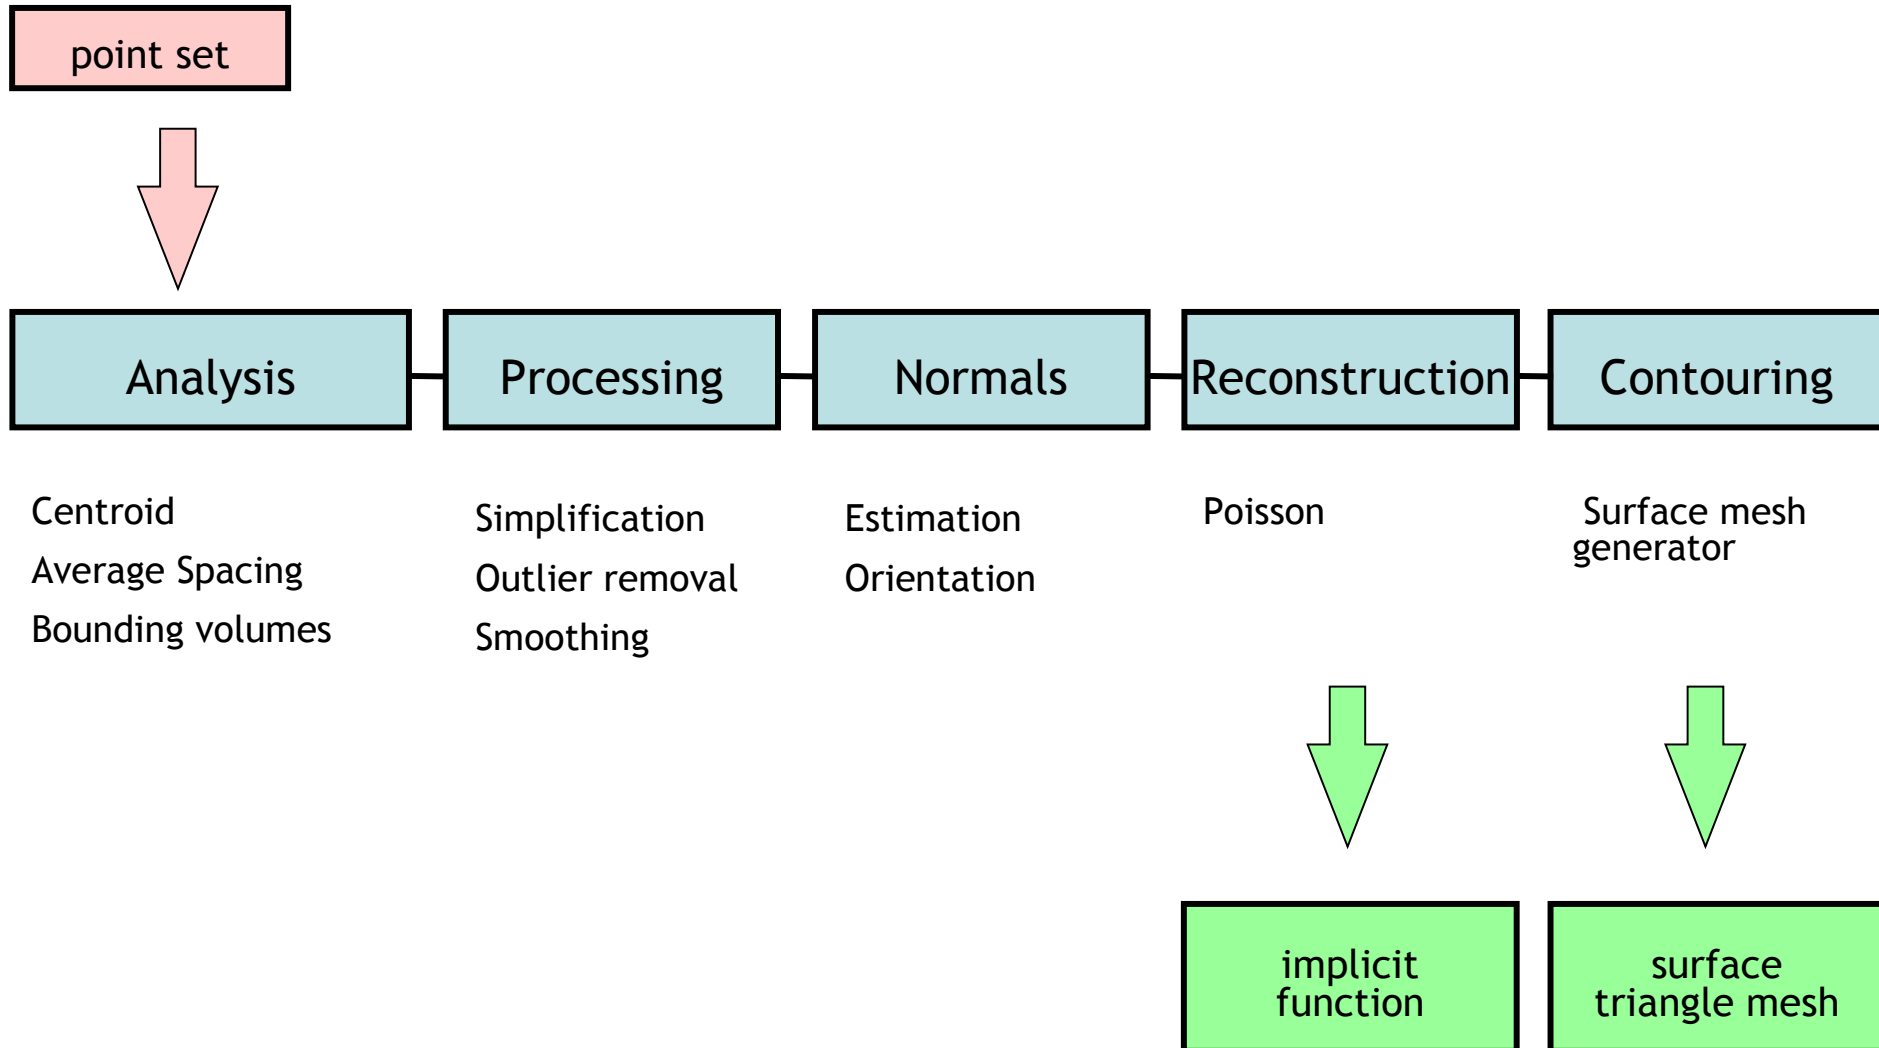 point set
Analysis
Processing
Normals
Reconstruction
Contouring
Centroid
Average Spacing
Bounding volumes
Simplification
Outlier removal
Smoothing
Estimation
Orientation
Poisson
Surface mesh
generator
implicit
function
surface
triangle mesh